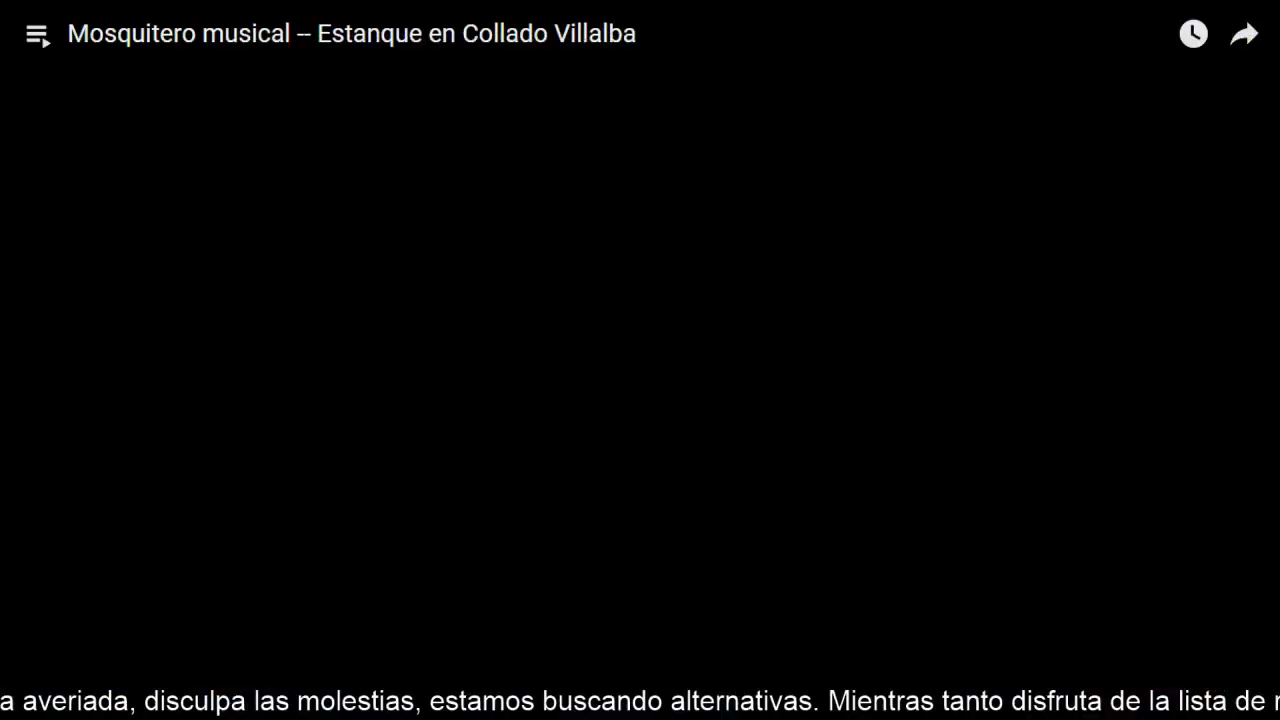 Mosquitero musical -- Estanque en Collado Villalba
a averiada, disculpa las molestias, estamos buscando alternativas. Mientras tanto disfruta de la lista de